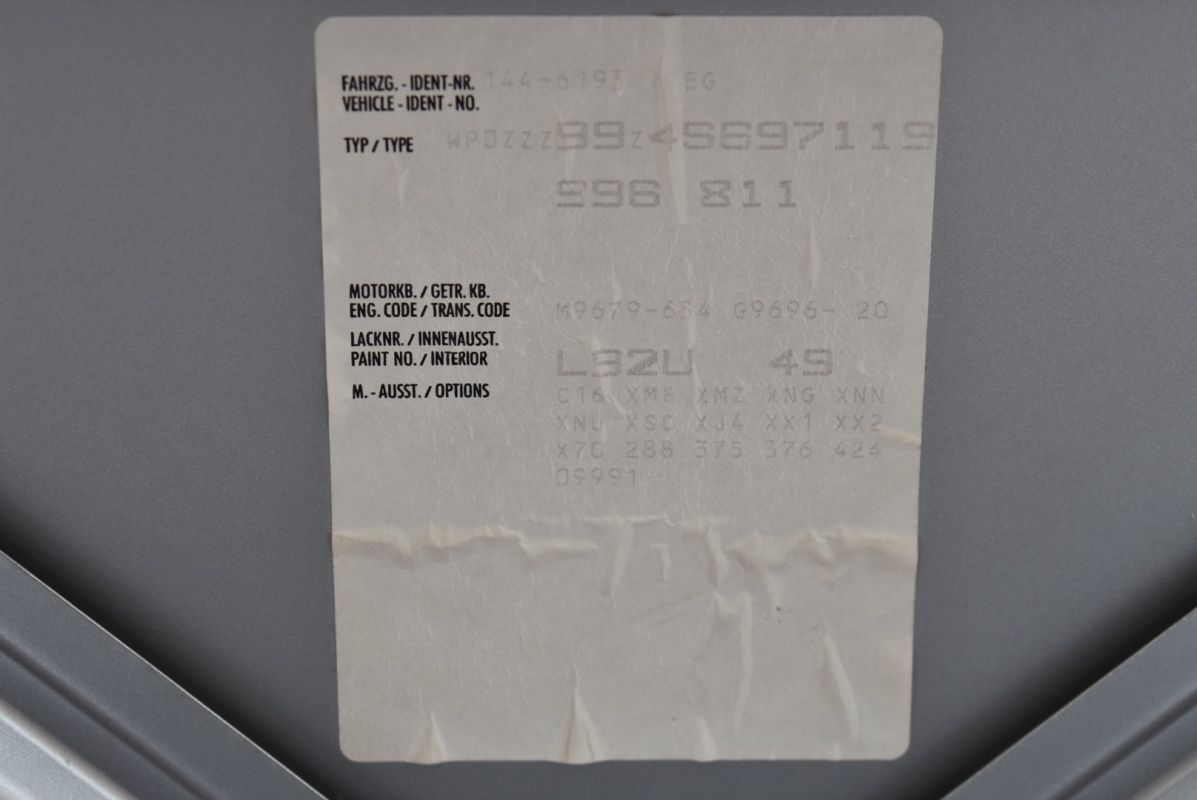 FAHRZG. - IDENT-NR. 144-6193 EG
VEHICLE - IDENT - NO.
TYP / TYPE WP0ZZZ99Z4S697119
996 811
MOTORKB. / GETR. KB.
ENG. CODE / TRANS. CODE M9679-634 G9696- 20
LACKNR. / INNENAUSST.
PAINT NO. / INTERIOR L92U 49
M. - AUSST. / OPTIONS C16 XMF XMZ XNG XNN
XNU XSC XJ4 XX1 XX2
X70 288 375 376 424
09991